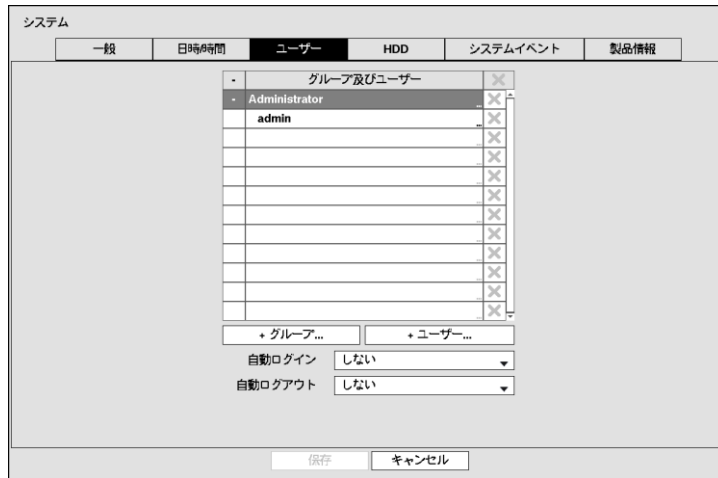 システム
一般 日時/時間 ユーザー HDD システムイベント 製品情報
- グループ及びユーザー
- Administrator ...
admin ...
+ グループ... + ユーザー...
自動ログイン しない
自動ログアウト しない
保存 キャンセル